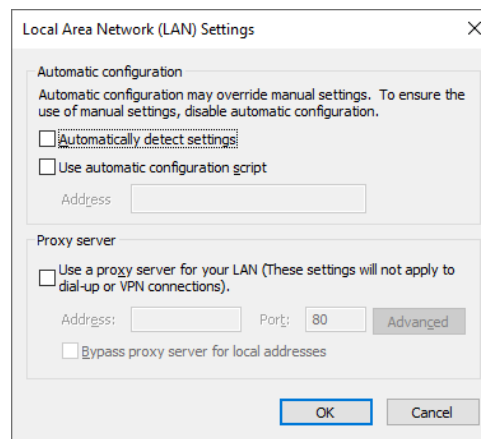 Local Area Network (LAN) Settings
Automatic configuration
Automatic configuration may override manual settings. To ensure the
use of manual settings, disable automatic configuration.
Automatically detect settings
Use automatic configuration script
Address
Proxy server
Use a proxy server for your LAN (These settings will not apply to
dial-up or VPN connections).
Address: Port: 80 Advanced
Bypass proxy server for local addresses
OK Cancel